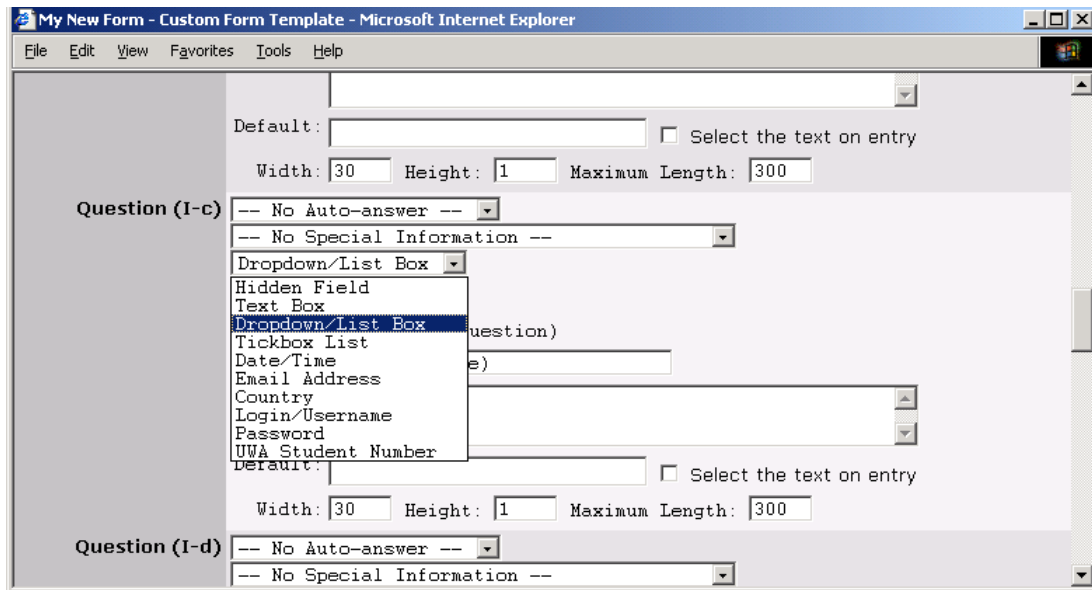 My New Form - Custom Form Template - Microsoft Internet Explorer
File Edit View Favorites Tools Help
Default: Select the text on entry
Width: 30 Height: 1 Maximum Length: 300
Question (I-c) -- No Auto-answer --
-- No Special Information --
Dropdown/List Box
Hidden Field
Text Box
Dropdown/List Box
uestion)
Tickbox List
Date/Time
e)
Email Address
Country
Login/Username
Password
UWA Student Number
Default: Select the text on entry
Width: 30 Height: 1 Maximum Length: 300
Question (I-d) -- No Auto-answer --
-- No Special Information --